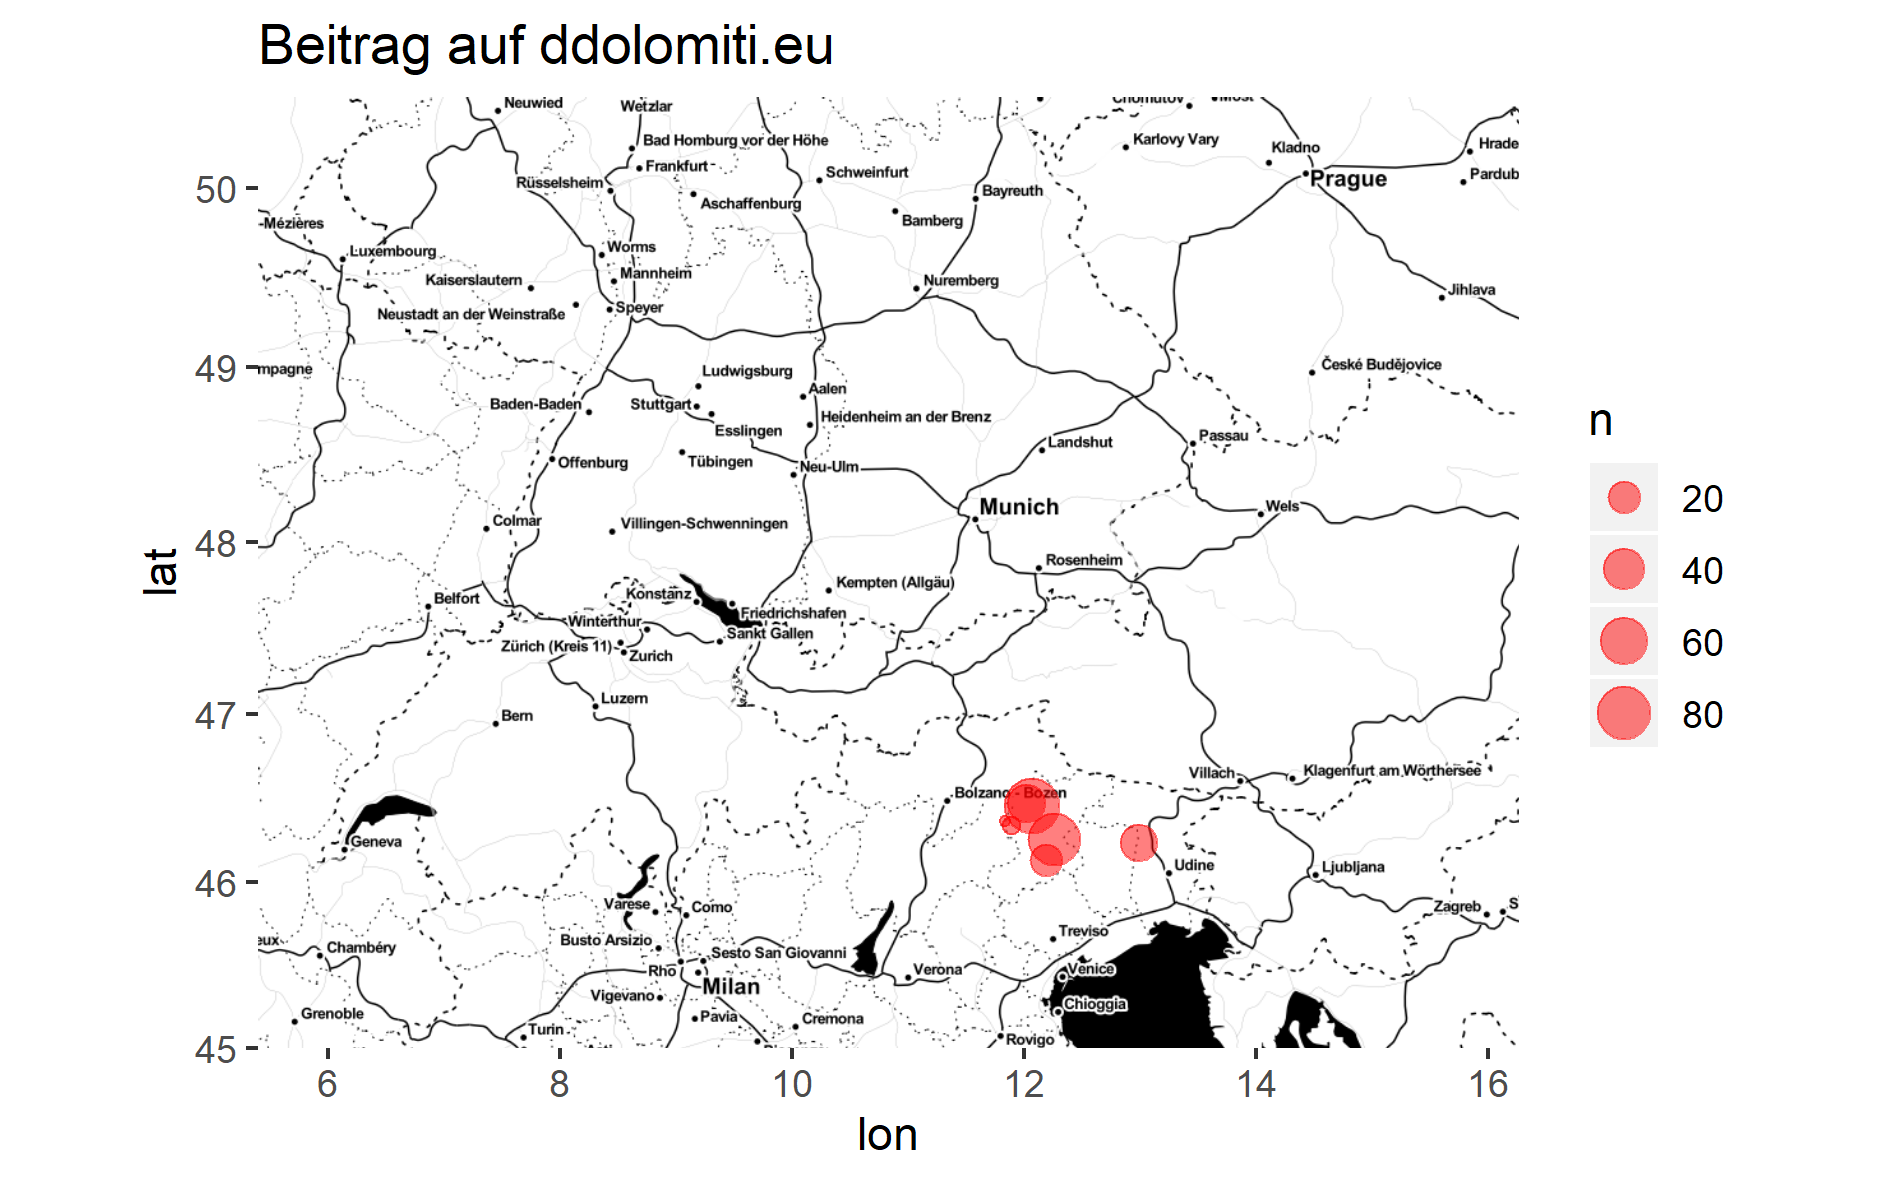 Beitrag auf ddolomiti.eu
Neuwied
Wetzlar
Chomutov
Most
Bad Homburg vor der Höhe
Karlovy Vary
Kladno
Hrade
Frankfurt
Schweinfurt
Prague
Pardub
Rüsselsheim
Aschaffenburg
Bayreuth
Bamberg
-Mézières
Luxembourg
Worms
Mannheim
Kaiserslautern
Nuremberg
Jihlava
Neustadt an der Weinstraße
Speyer
mpagne
Ludwigsburg
České Budějovice
Baden-Baden
Stuttgart
Aalen
Heidenheim an der Brenz
Esslingen
Landshut
Passau
Offenburg
Tübingen
Neu-Ulm
Munich
Wels
Colmar
Villingen-Schwenningen
Rosenheim
Kempten (Allgäu)
Belfort
Konstanz
Friedrichshafen
Winterthur
Sankt Gallen
Zürich (Kreis 11)
Zurich
Luzern
Bern
Villach
Klagenfurt am Wörthersee
Bolzano - Bozen
Geneva
Udine
Ljubljana
Varese
Como
Zagreb
S
Busto Arsizio
Treviso
eux
Chambéry
Sesto San Giovanni
Rho
Verona
Venice
Milan
Vigevano
Chioggia
Grenoble
Pavia
Cremona
Turin
Rovigo
50
49
48
47
46
45
lat
6 8 10 12 14 16
lon
n
20
40
60
80